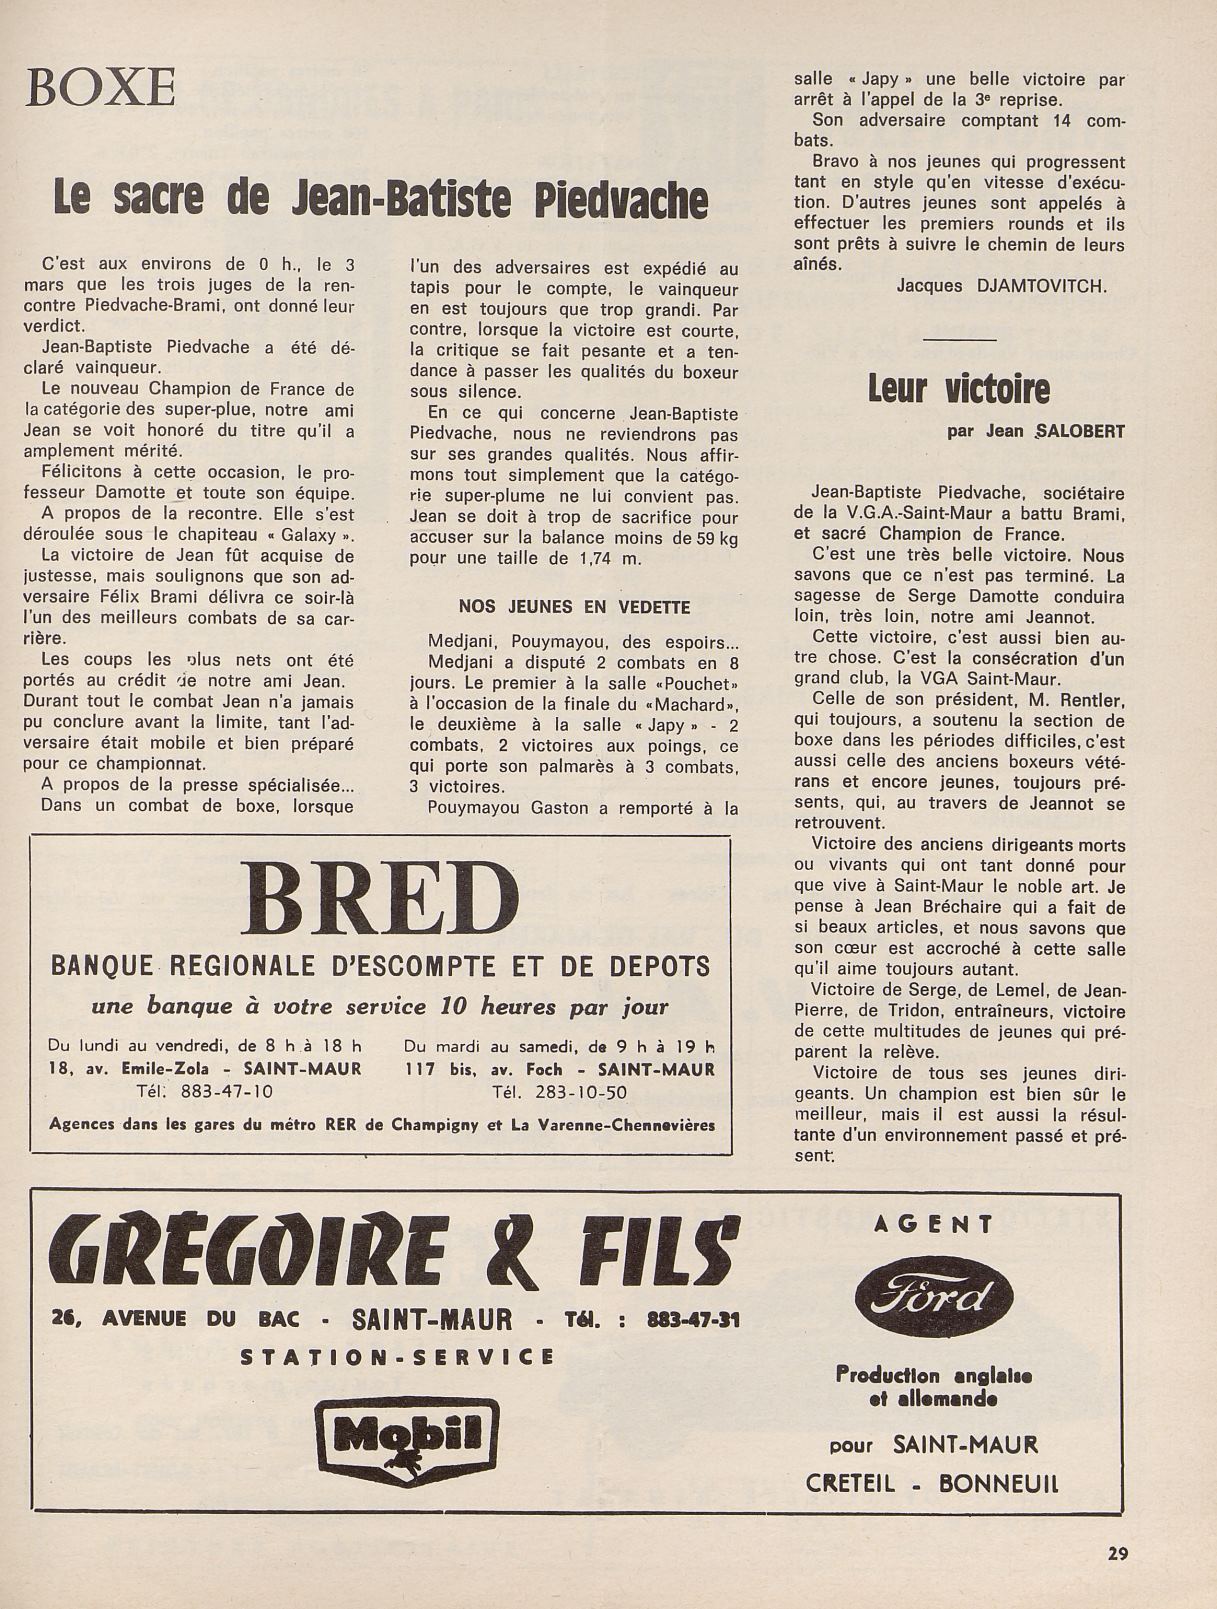 BOXE
Le sacre de Jean-Batiste Piedvache
C'est aux environs de 0 h., le 3
mars que les trois juges de la ren-
contre Piedvache-Brami, ont donné leur
verdict.
Jean-Baptiste Piedvache a été dé-
claré vainqueur.
Le nouveau Champion de France de
la catégorie des super-plue, notre ami
Jean se voit honoré du titre qu'il a
amplement mérité.
Félicitons à cette occasion, le pro-
fesseur Damotte et toute son équipe.
A propos de la recontre. Elle s'est
déroulée sous le chapiteau « Galaxy ».
La victoire de Jean fût acquise de
justesse, mais soulignons que son ad-
versaire Félix Brami délivra ce soir-là
l'un des meilleurs combats de sa car-
rière.
Les coups les plus nets ont été
portés au crédit de notre ami Jean.
Durant tout le combat Jean n'a jamais
pu conclure avant la limite, tant l'ad-
versaire était mobile et bien préparé
pour ce championnat.
A propos de la presse spécialisée...
Dans un combat de boxe, lorsque
l'un des adversaires est expédié au
tapis pour le compte, le vainqueur
en est toujours que trop grandi. Par
contre, lorsque la victoire est courte,
la critique se fait pesante et a ten-
dance à passer les qualités du boxeur
sous silence.
En ce qui concerne Jean-Baptiste
Piedvache, nous ne reviendrons pas
sur ses grandes qualités. Nous affir-
mons tout simplement que la catégo-
rie super-plume ne lui convient pas.
Jean se doit à trop de sacrifice pour
accuser sur la balance moins de 59 kg
pour une taille de 1,74 m.
NOS JEUNES EN VEDETTE
Medjani, Pouymayou, des espoirs...
Medjani a disputé 2 combats en 8
jours. Le premier à la salle «Pouchet»
à l'occasion de la finale du «Machard»,
le deuxième à la salle « Japy » - 2
combats, 2 victoires aux poings, ce
qui porte son palmarès à 3 combats,
3 victoires.
Pouymayou Gaston a remporté à la
salle « Japy » une belle victoire par
arrêt à l'appel de la 3e reprise.
Son adversaire comptant 14 com-
bats.
Bravo à nos jeunes qui progressent
tant en style qu'en vitesse d'exécu-
tion. D'autres jeunes sont appelés à
effectuer les premiers rounds et ils
sont prêts à suivre le chemin de leurs
aînés.
Jacques DJAMTOVITCH.
Leur victoire
par Jean SALOBERT
Jean-Baptiste Piedvache, sociétaire
de la V.G.A.-Saint-Maur a battu Brami,
et sacré Champion de France.
C'est une très belle victoire. Nous
savons que ce n'est pas terminé. La
sagesse de Serge Damotte conduira
loin, très loin, notre ami Jeannot.
Cette victoire, c'est aussi bien au-
tre chose. C'est la consécration d'un
grand club, la VGA Saint-Maur.
Celle de son président, M. Rentler,
qui toujours, a soutenu la section de
boxe dans les périodes difficiles, c'est
aussi celle des anciens boxeurs vété-
rans et encore jeunes, toujours pré-
sents, qui, au travers de Jeannot se
retrouvent.
Victoire des anciens dirigeants morts
ou vivants qui ont tant donné pour
que vive à Saint-Maur le noble art. Je
pense à Jean Bréchaire qui a fait de
si beaux articles, et nous savons que
son cœur est accroché à cette salle
qu'il aime toujours autant.
Victoire de Serge, de Lemel, de Jean-
Pierre, de Tridon, entraîneurs, victoire
de cette multitudes de jeunes qui pré-
parent la relève.
Victoire de tous ses jeunes diri-
geants. Un champion est bien sûr le
meilleur, mais il est aussi la résul-
tante d'un environnement passé et pré-
sent.
BRED
BANQUE REGIONALE D'ESCOMPTE ET DE DEPOTS
une banque à votre service 10 heures par jour
Du lundi au vendredi, de 8 h à 18 h
18, av. Emile-Zola - SAINT-MAUR
Tél. 883-47-10
Du mardi au samedi, de 9 h à 19 h
117 bis, av. Foch - SAINT-MAUR
Tél. 283-10-50
Agences dans les gares du métro RER de Champigny et La Varenne-Chennevières
GRÉGOIRE & FILS
26, AVENUE DU BAC - SAINT-MAUR - Tél. : 883-47-31
STATION-SERVICE
Mobil
AGENT
Ford
Production anglaise
et allemande
pour SAINT-MAUR
CRETEIL - BONNEUIL
29